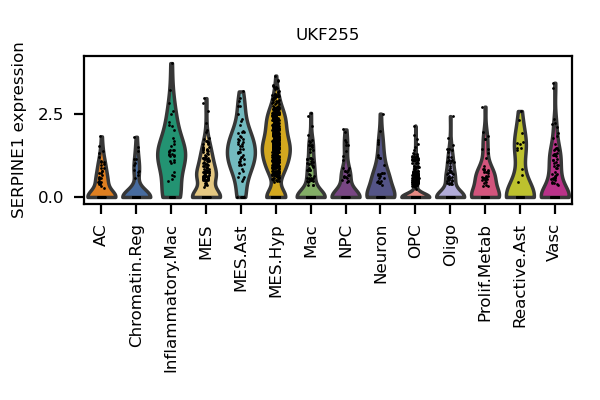 UKF255
SERPINE1 expression
2.5
0.0
AC
Chromatin.Reg
Inflammatory.Mac
MES
MES.Ast
MES.Hyp
Mac
NPC
Neuron
OPC
Oligo
Prolif.Metab
Reactive.Ast
Vasc